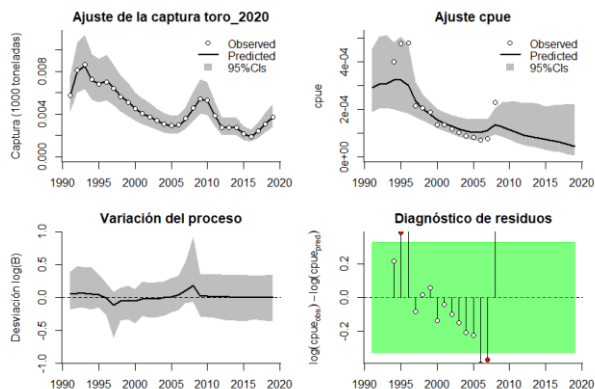 Ajuste de la captura toro_2020
Captura (1000 toneladas)
0.008
0.004
0.000
Observed
Predicted
95%CIs
1990 1995 2000 2005 2010 2015 2020
Ajuste cpue
cpue
4e-04
2e-04
0e+00
Observed
Predicted
95%CIs
1990 1995 2000 2005 2010 2015 2020
Variación del proceso
Desviación log(B)
1.0
0.5
0.0
-0.5
-1.0
1990 1995 2000 2005 2010 2015 2020
Diagnóstico de residuos
log(cpue_obs) − log(cpue_pred)
0.2
0.0
-0.2
1990 1995 2000 2005 2010 2015 2020